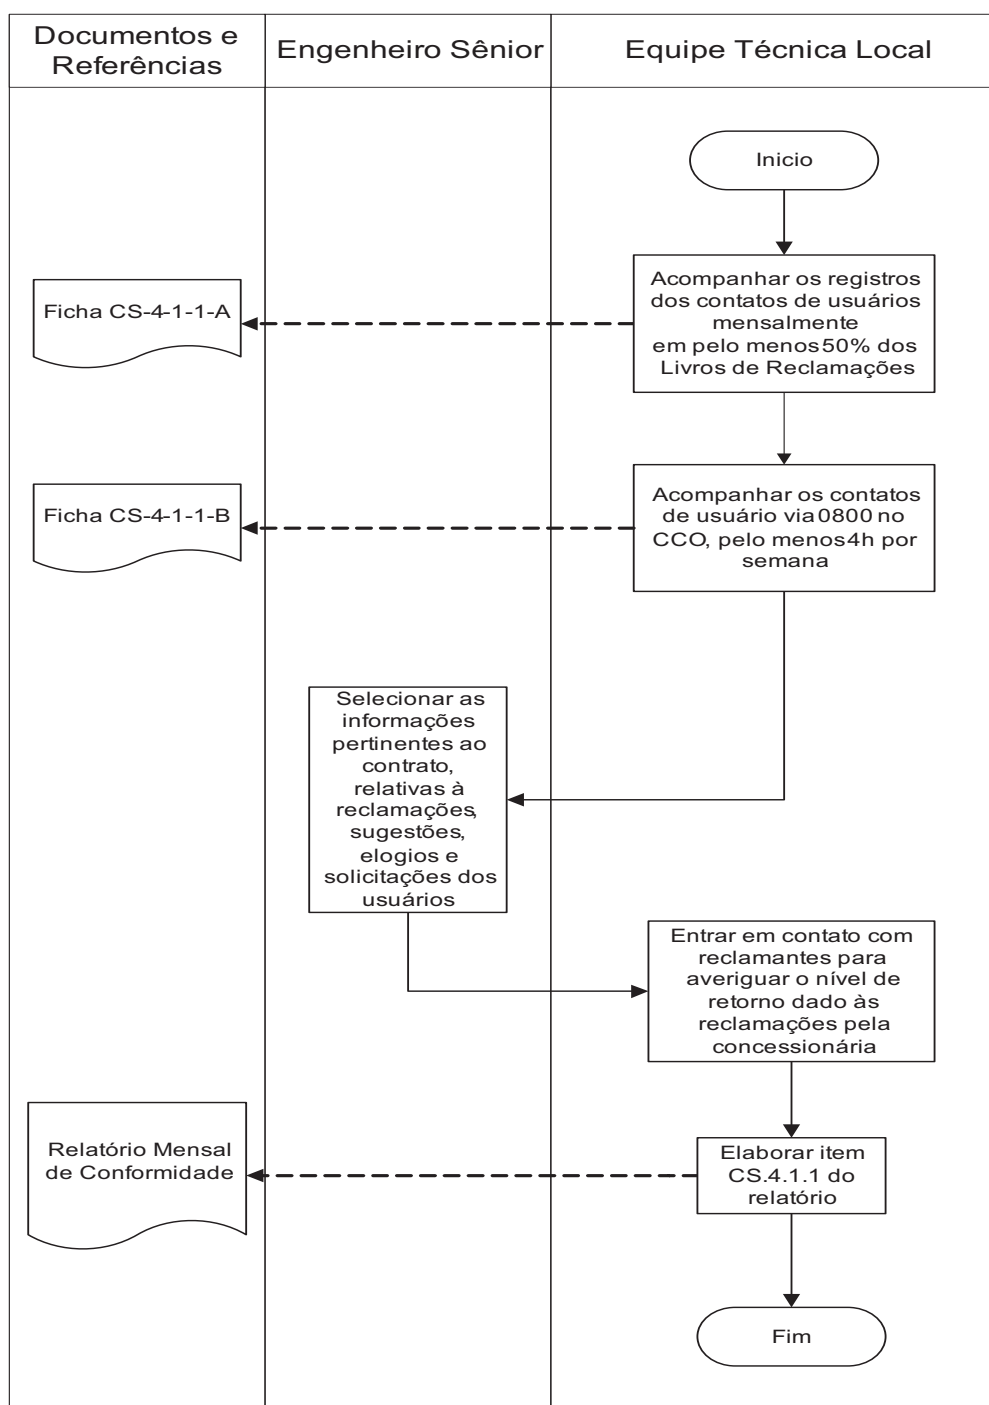 Documentos e
Referências
Engenheiro Sênior
Equipe Técnica Local
Inicio
Acompanhar os registros
dos contatos de usuários
mensalmente
em pelo menos 50% dos
Livros de Reclamações
Ficha CS-4-1-1-A
Acompanhar os contatos
de usuário via 0800 no
CCO, pelo menos 4h por
semana
Ficha CS-4-1-1-B
Selecionar as
informações
pertinentes ao
contrato,
relativas à
reclamações,
sugestões,
elogios e
solicitações dos
usuários
Entrar em contato com
reclamantes para
averiguar o nível de
retorno dado às
reclamações pela
concessionária
Elaborar item
CS.4.1.1 do
relatório
Relatório Mensal
de Conformidade
Fim